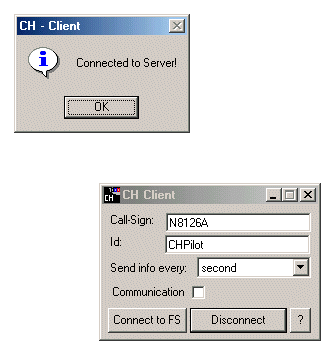 CH - Client
Connected to Server!
OK
CH Client
Call-Sign: N8126A
Id: CHPilot
Send info every: second
Communication
Connect to FS Disconnect ?